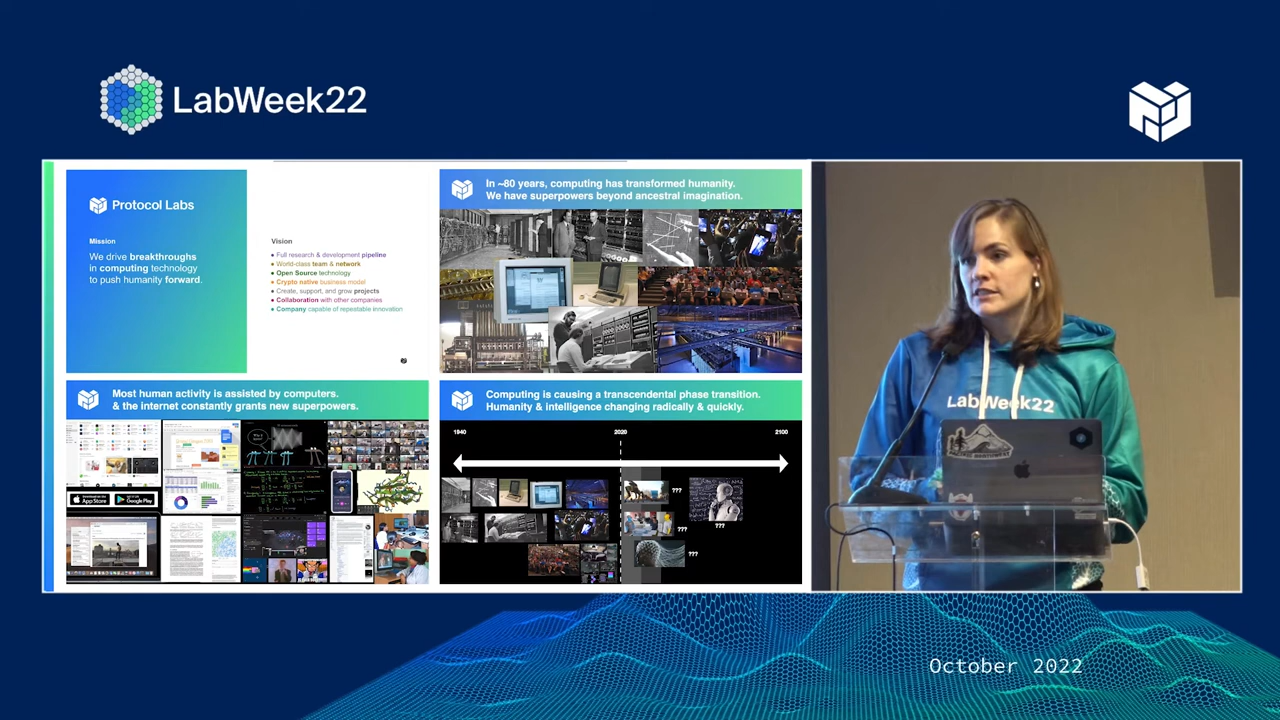 LabWeek22
Protocol Labs
Mission
We drive breakthroughs
in computing technology
to push humanity forward.
Vision
• Full research & development pipeline
• World-class team & network
• Open Source technology
• Crypto native business model
• Create, support, and grow projects
• Collaboration with other companies
• Company capable of repeatable innovation
In ~80 years, computing has transformed humanity.
We have superpowers beyond ancestral imagination.
Most human activity is assisted by computers.
& the internet constantly grants new superpowers.
App Store
Google Play
Computing is causing a transcendental phase transition.
Humanity & intelligence changing radically & quickly.
1940 2020 2100
???
???
???
???
LabWeek22
October 2022